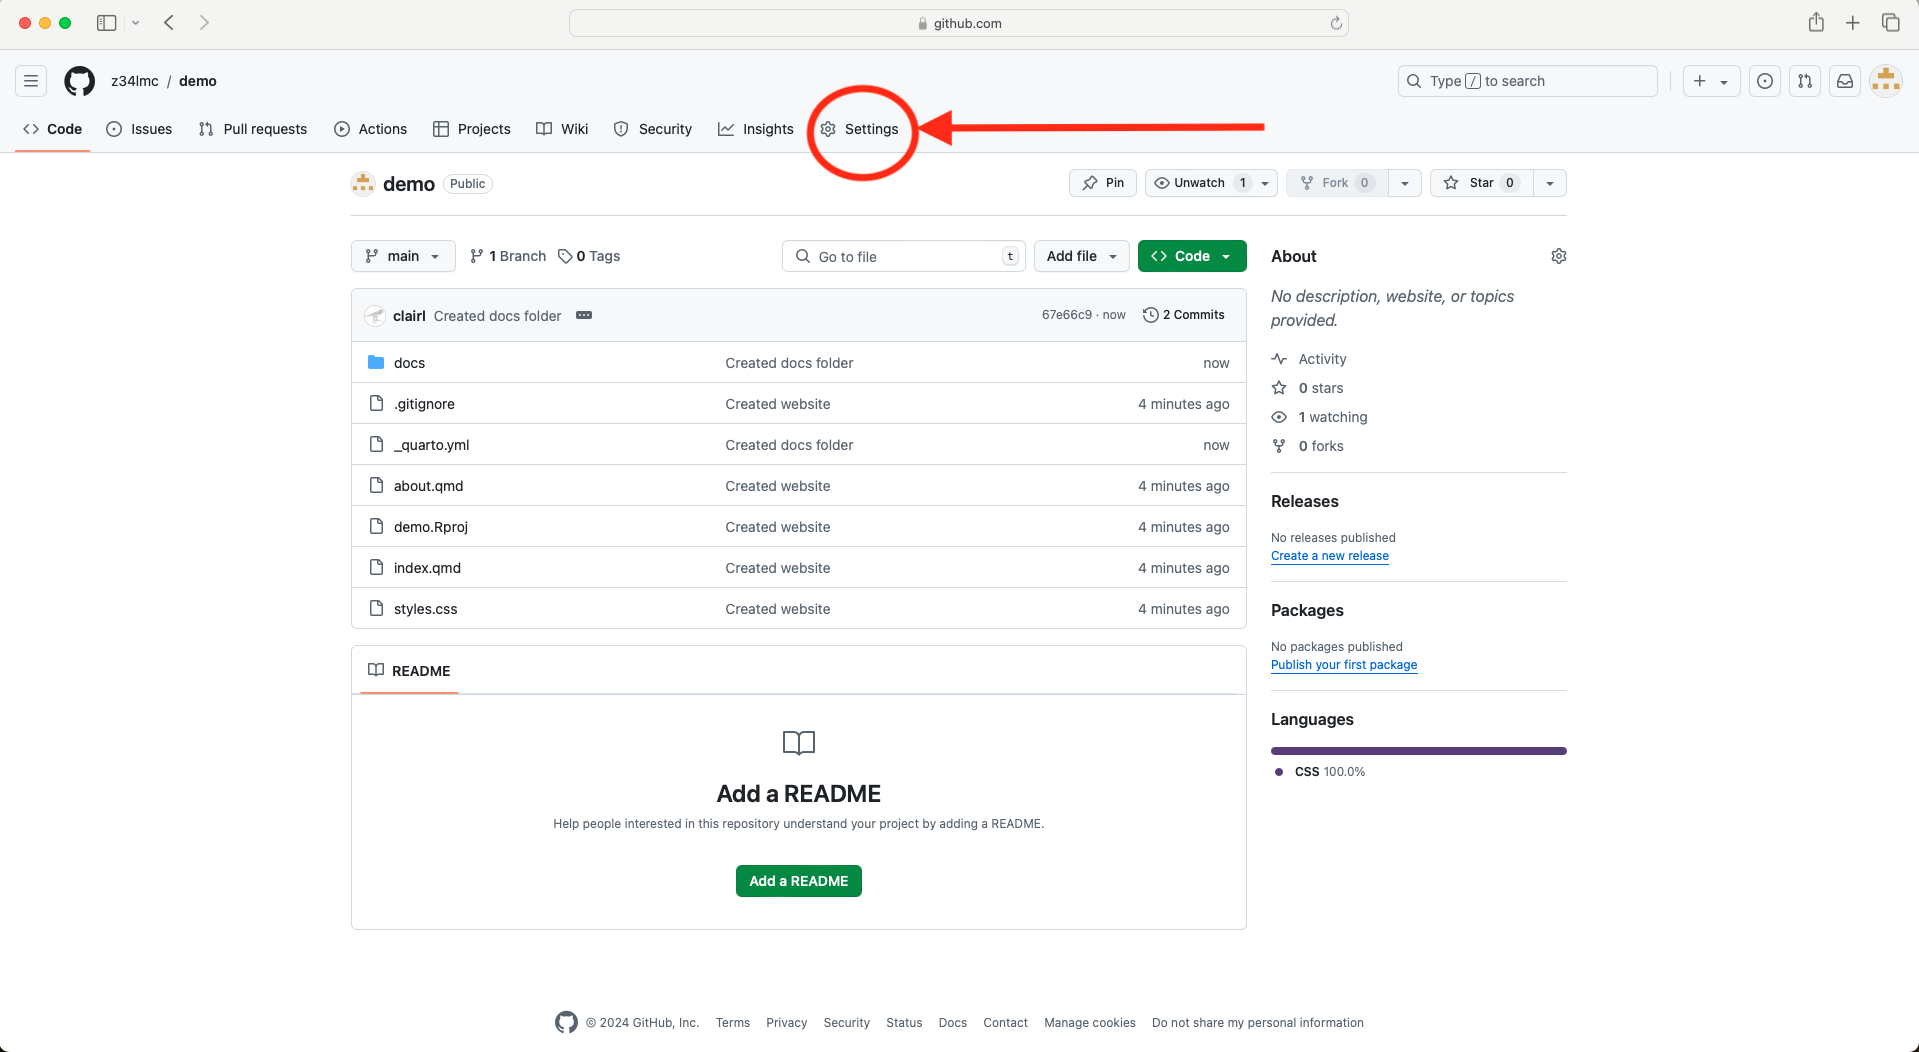 github.com
z34lmc / demo
Type / to search
Code Issues Pull requests Actions Projects Wiki Security Insights Settings
demo Public
Pin Unwatch 1 Fork 0 Star 0
main 1 Branch 0 Tags Go to file t Add file Code
clairl Created docs folder 67e66c9 · now 2 Commits
docs Created docs folder now
.gitignore Created website 4 minutes ago
_quarto.yml Created docs folder now
about.qmd Created website 4 minutes ago
demo.Rproj Created website 4 minutes ago
index.qmd Created website 4 minutes ago
styles.css Created website 4 minutes ago
README
Add a README
Help people interested in this repository understand your project by adding a README.
Add a README
About
No description, website, or topics
provided.
Activity
0 stars
1 watching
0 forks
Releases
No releases published
Create a new release
Packages
No packages published
Publish your first package
Languages
CSS 100.0%
© 2024 GitHub, Inc. Terms Privacy Security Status Docs Contact Manage cookies Do not share my personal information